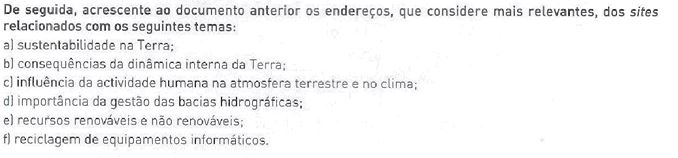 De seguida, acrescente ao documento anterior os endereços, que considere mais relevantes, dos sites
relacionados com os seguintes temas:
a) sustentabilidade na Terra;
b) consequências da dinâmica interna da Terra;
c) influência da actividade humana na atmosfera terrestre e no clima;
d) importância da gestão das bacias hidrográficas;
e) recursos renováveis e não renováveis;
f) reciclagem de equipamentos informáticos.